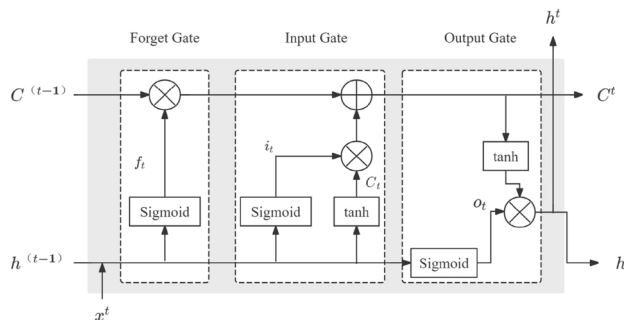 h^t
Forget Gate Input Gate Output Gate
C^(t−1) C^t
f_t i_t tanh
C_t
Sigmoid Sigmoid tanh o_t
h^(t−1) Sigmoid h
x^t